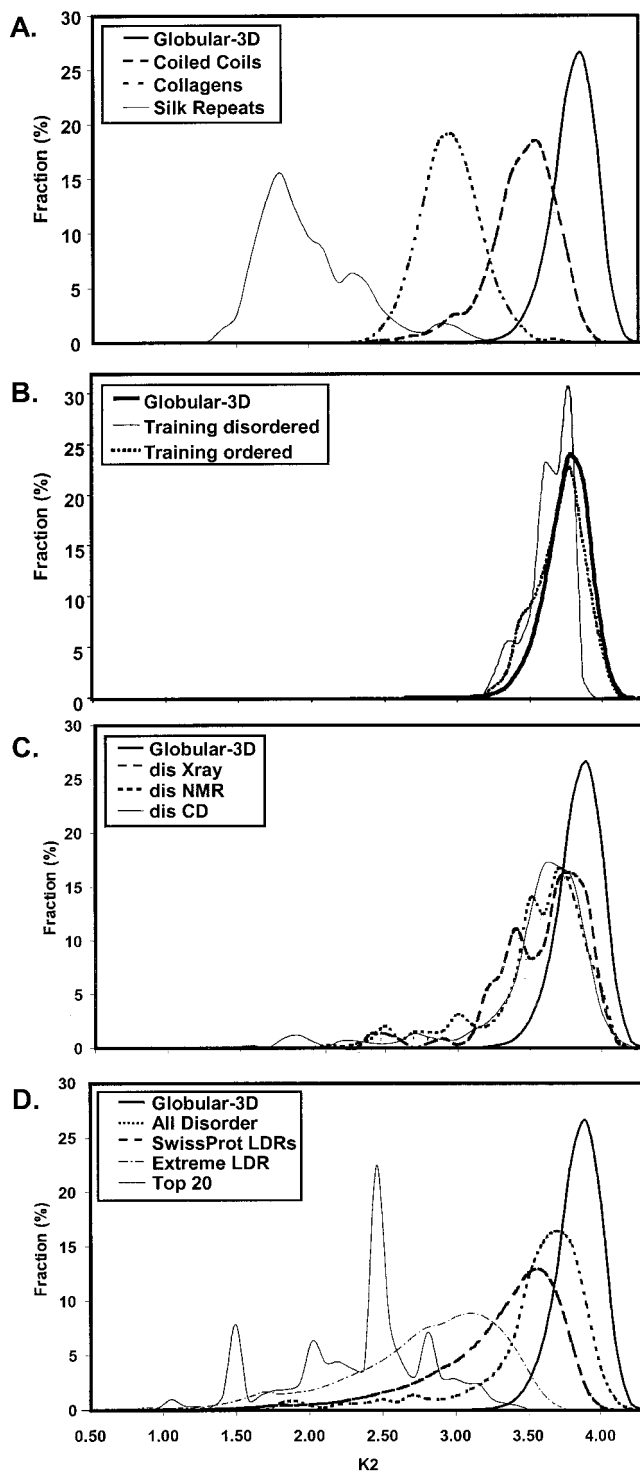 A.
Fraction (%)
30
25
20
15
10
5
0
Globular-3D
Coiled Coils
Collagens
Silk Repeats
B.
Fraction (%)
30
25
20
15
10
5
0
Globular-3D
Training disordered
Training ordered
C.
Fraction (%)
30
25
20
15
10
5
0
Globular-3D
dis Xray
dis NMR
dis CD
D.
Fraction (%)
30
25
20
15
10
5
0
Globular-3D
All Disorder
SwissProt LDRs
Extreme LDR
Top 20
0.50 1.00 1.50 2.00 2.50 3.00 3.50 4.00
K2